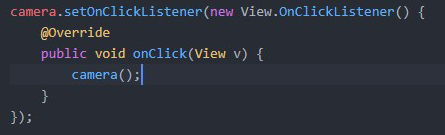 camera.setOnClickListener(new View.OnClickListener() {
    @Override
    public void onClick(View v) {
        camera();
    }
});